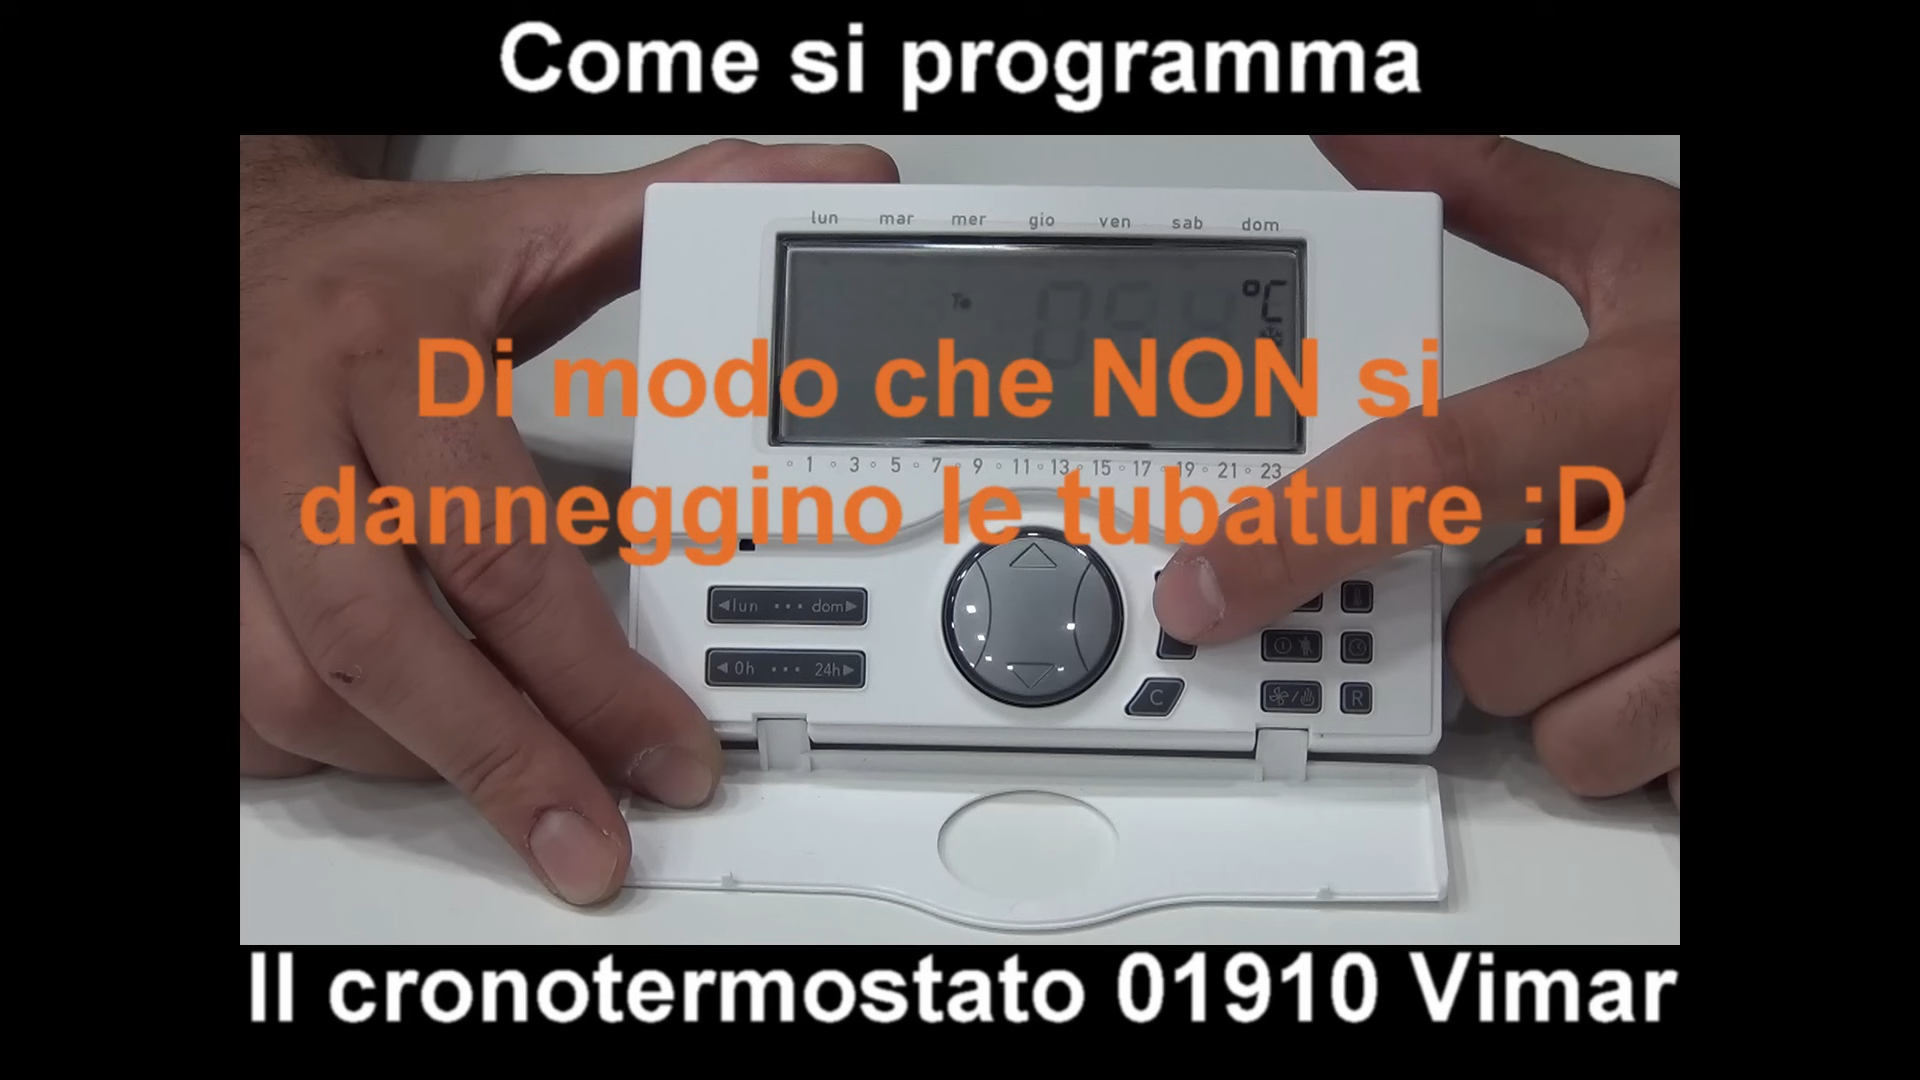 Come si programma
lun mar mer gio ven sab dom
°C
Di modo che NON si
1 3 5 7 9 11 13 15 17 19 21 23
danneggino le tubature :D
lun ... dom
0h ... 24h
C
R
Il cronotermostato 01910 Vimar